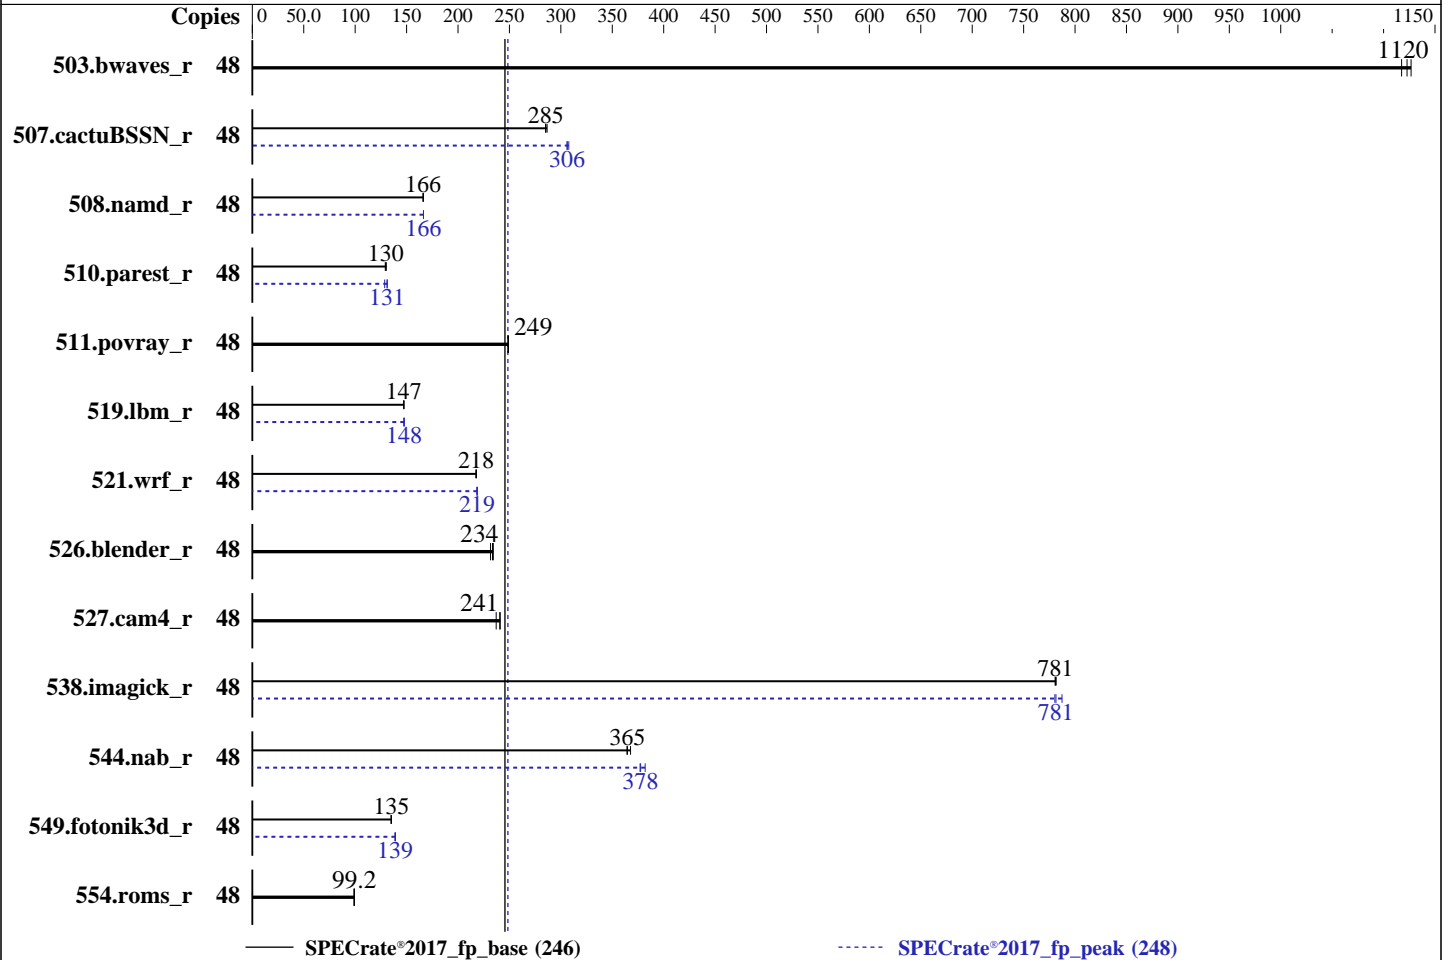 Copies 0 50.0 100 150 200 250 300 350 400 450 500 550 600 650 700 750 800 850 900 950 1000 1150
1120
503.bwaves_r 48
285
507.cactuBSSN_r 48
306
166
508.namd_r 48
166
130
510.parest_r 48
131
249
511.povray_r 48
147
519.lbm_r 48
148
218
521.wrf_r 48
219
234
526.blender_r 48
241
527.cam4_r 48
781
538.imagick_r 48
781
365
544.nab_r 48
378
135
549.fotonik3d_r 48
139
99.2
554.roms_r 48
SPECrate®2017_fp_base (246) SPECrate®2017_fp_peak (248)